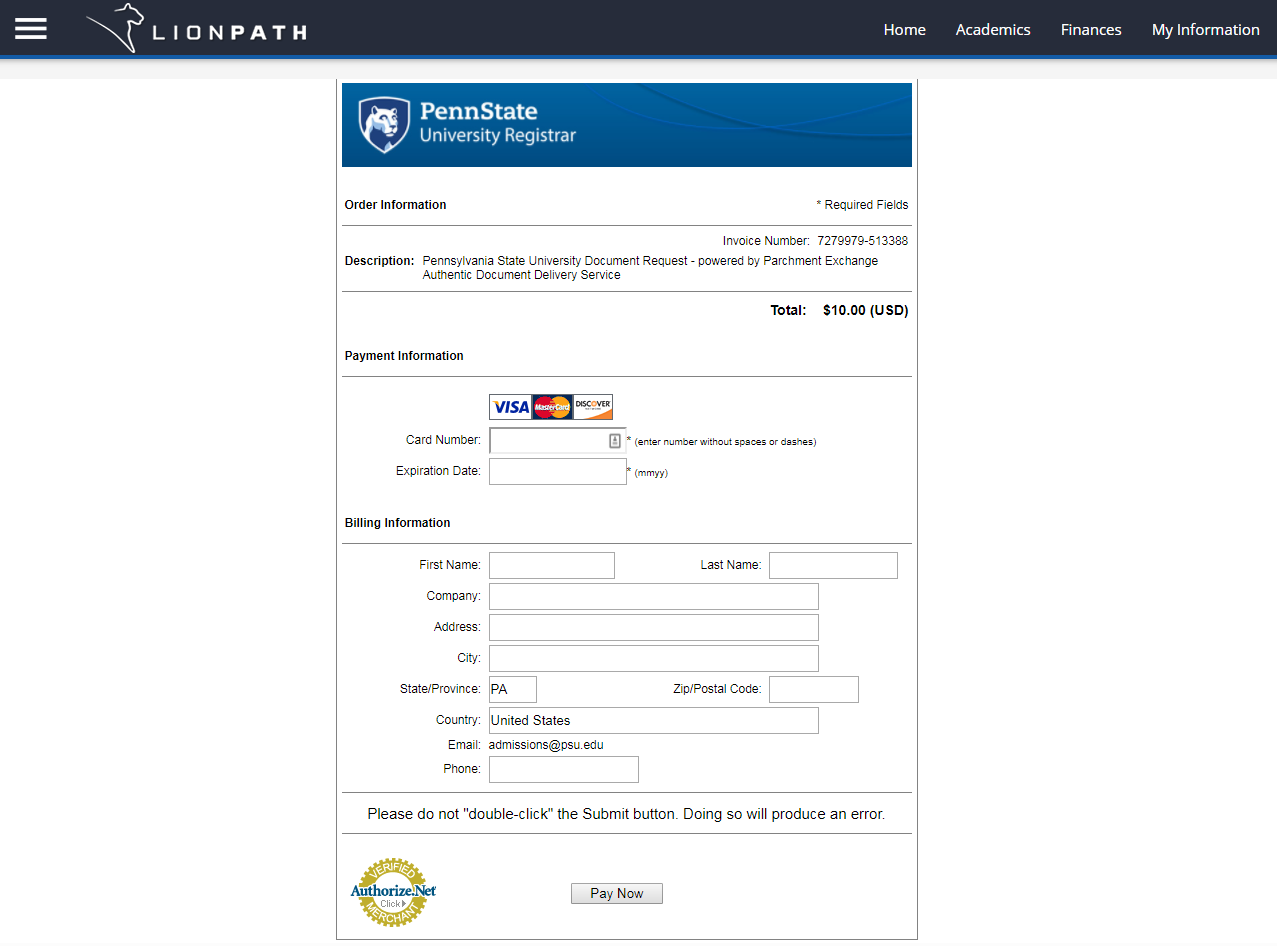 LIONPATH
Home Academics Finances My Information
PennState
University Registrar
Order Information * Required Fields
Invoice Number: 7279979-513388
Description: Pennsylvania State University Document Request - powered by Parchment Exchange
Authentic Document Delivery Service
Total: $10.00 (USD)
Payment Information
VISA MasterCard DISCOVER
NETWORK
Card Number: * (enter number without spaces or dashes)
Expiration Date: * (mmyy)
Billing Information
First Name: Last Name:
Company:
Address:
City:
State/Province: PA Zip/Postal Code:
Country: United States
Email: admissions@psu.edu
Phone:
Please do not "double-click" the Submit button. Doing so will produce an error.
VERIFIED
Authorize.Net
Click
MERCHANT
Pay Now